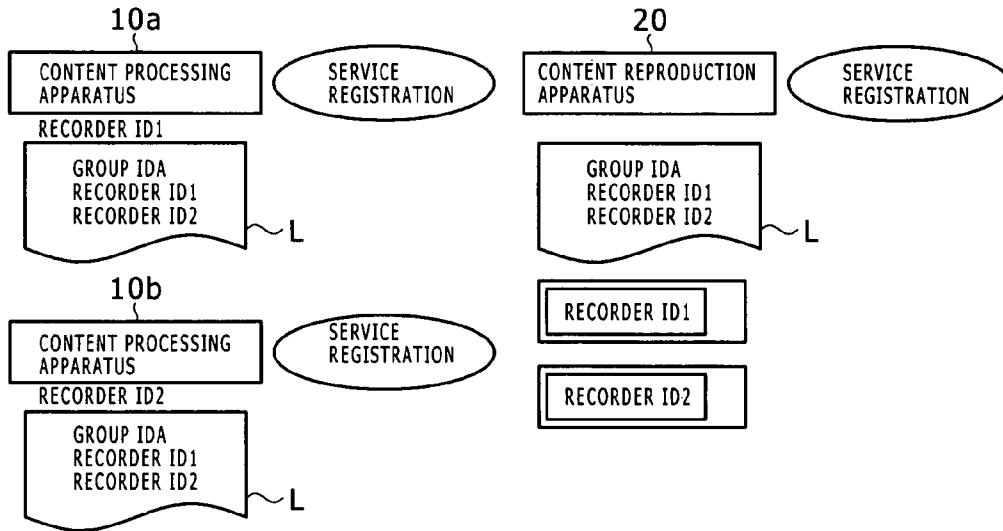 10a
CONTENT PROCESSING
APPARATUS
SERVICE
REGISTRATION
RECORDER ID1
GROUP IDA
RECORDER ID1
RECORDER ID2
L
10b
CONTENT PROCESSING
APPARATUS
SERVICE
REGISTRATION
RECORDER ID2
GROUP IDA
RECORDER ID1
RECORDER ID2
L
20
CONTENT REPRODUCTION
APPARATUS
SERVICE
REGISTRATION
GROUP IDA
RECORDER ID1
RECORDER ID2
L
RECORDER ID1
RECORDER ID2